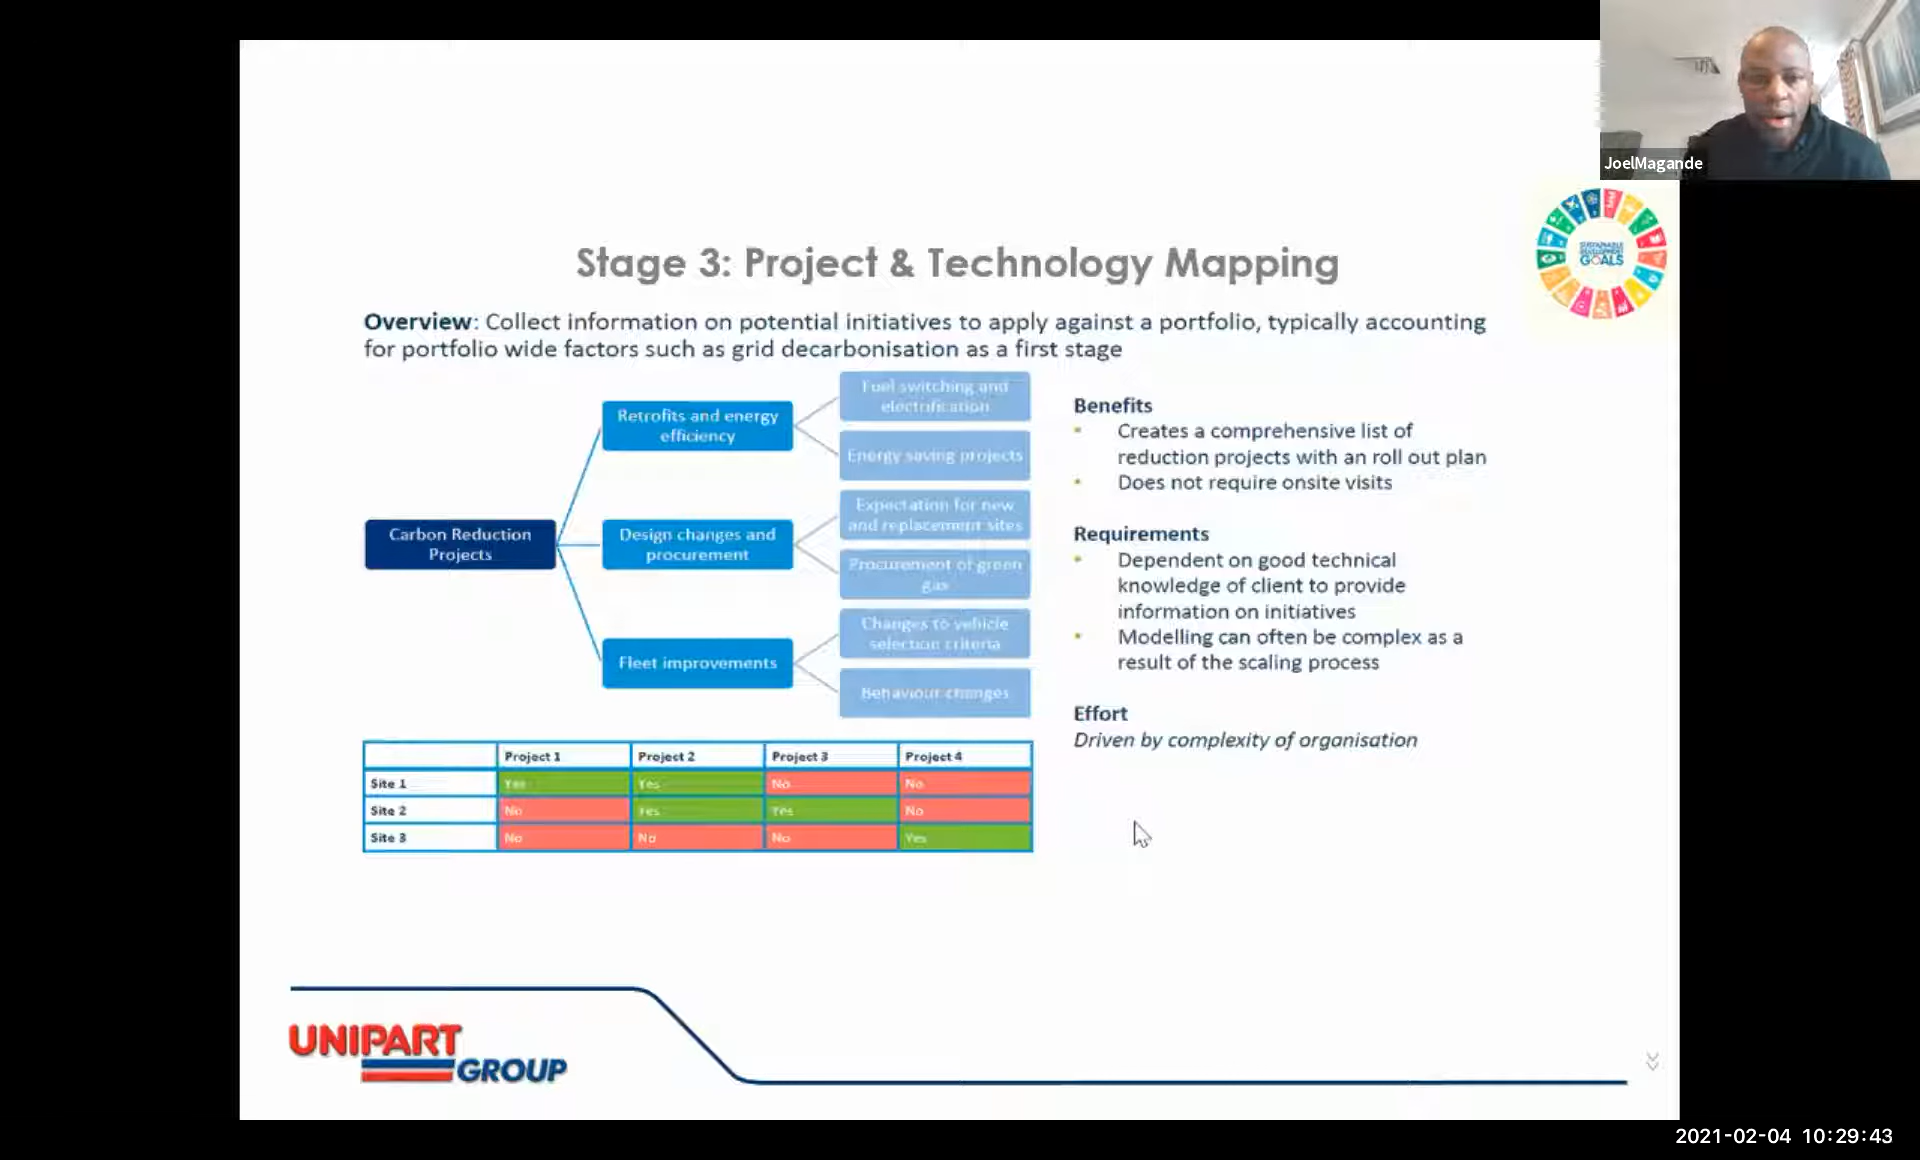 JoelMagande
SUSTAINABLE
DEVELOPMENT
GOALS
Stage 3: Project & Technology Mapping
Overview: Collect information on potential initiatives to apply against a portfolio, typically accounting
for portfolio wide factors such as grid decarbonisation as a first stage
Carbon Reduction
Projects
Retrofits and energy
efficiency
Fuel switching and
electrification
Energy saving projects
Design changes and
procurement
Expectation for new
and replacement sites
Procurement of green
gas
Fleet improvements
Changes to vehicle
selection criteria
Behaviour changes
Benefits
• Creates a comprehensive list of
reduction projects with an roll out plan
• Does not require onsite visits
Requirements
• Dependent on good technical
knowledge of client to provide
information on initiatives
• Modelling can often be complex as a
result of the scaling process
Effort
Driven by complexity of organisation
Project 1 Project 2 Project 3 Project 4
Site 1 Yes Yes No No
Site 2 No Yes Yes No
Site 3 No No No Yes
UNIPART
GROUP
2021-02-04 10:29:43